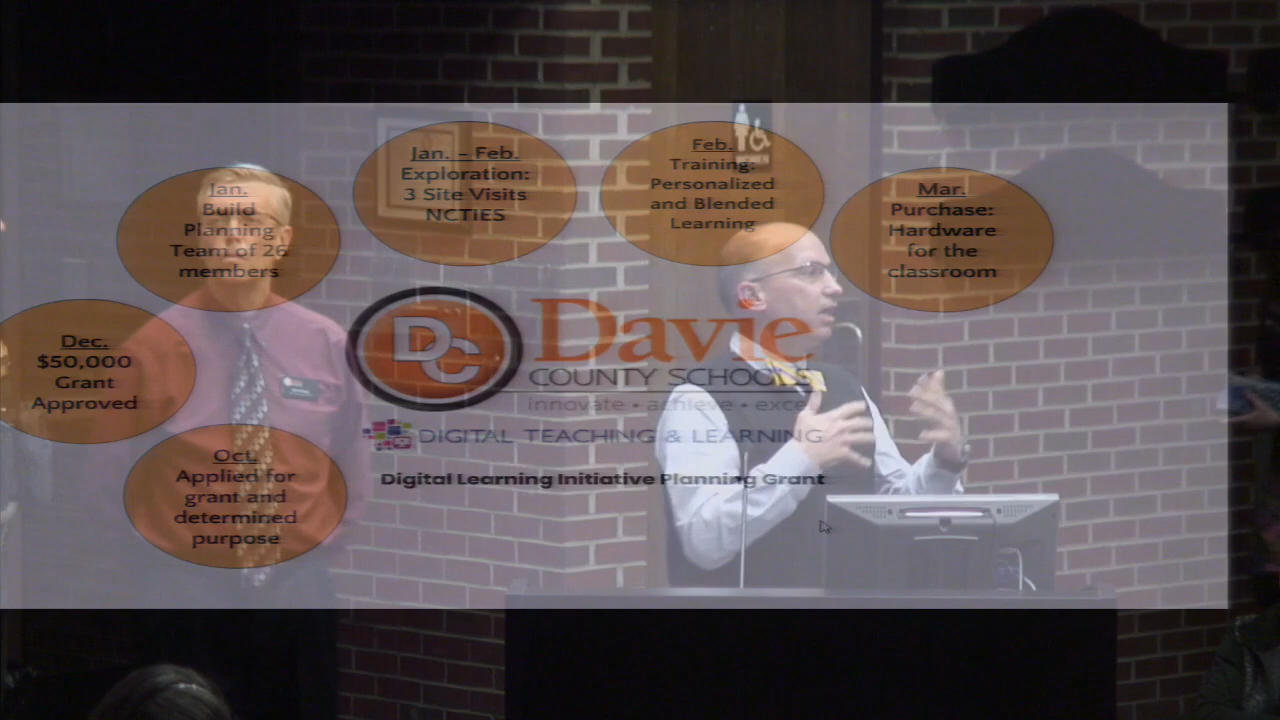 Jan. – Feb.
Exploration:
3 Site Visits
NCTIES
Feb.
Training:
Personalized
and Blended
Learning
Jan.
Build
Planning
Team of 26
members
Mar.
Purchase:
Hardware
for the
classroom
Dec.
$50,000
Grant
Approved
DC
Davie
COUNTY SCHOOLS
innovate • achieve • excel
DIGITAL TEACHING & LEARNING
Digital Learning Initiative Planning Grant
Oct.
Applied for
grant and
determined
purpose